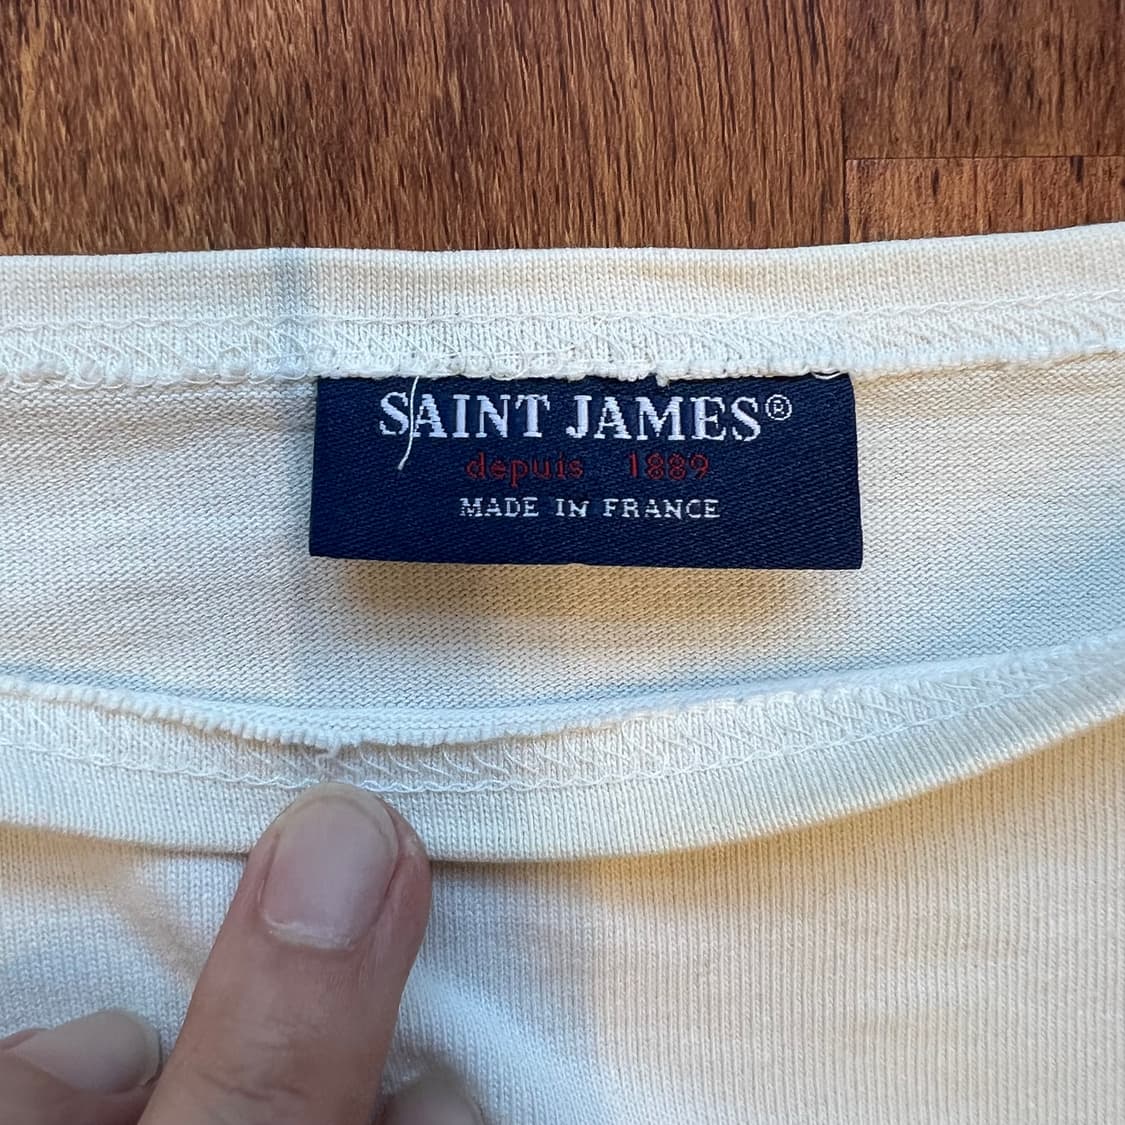 SAINT JAMES®
depuis 1889
MADE IN FRANCE